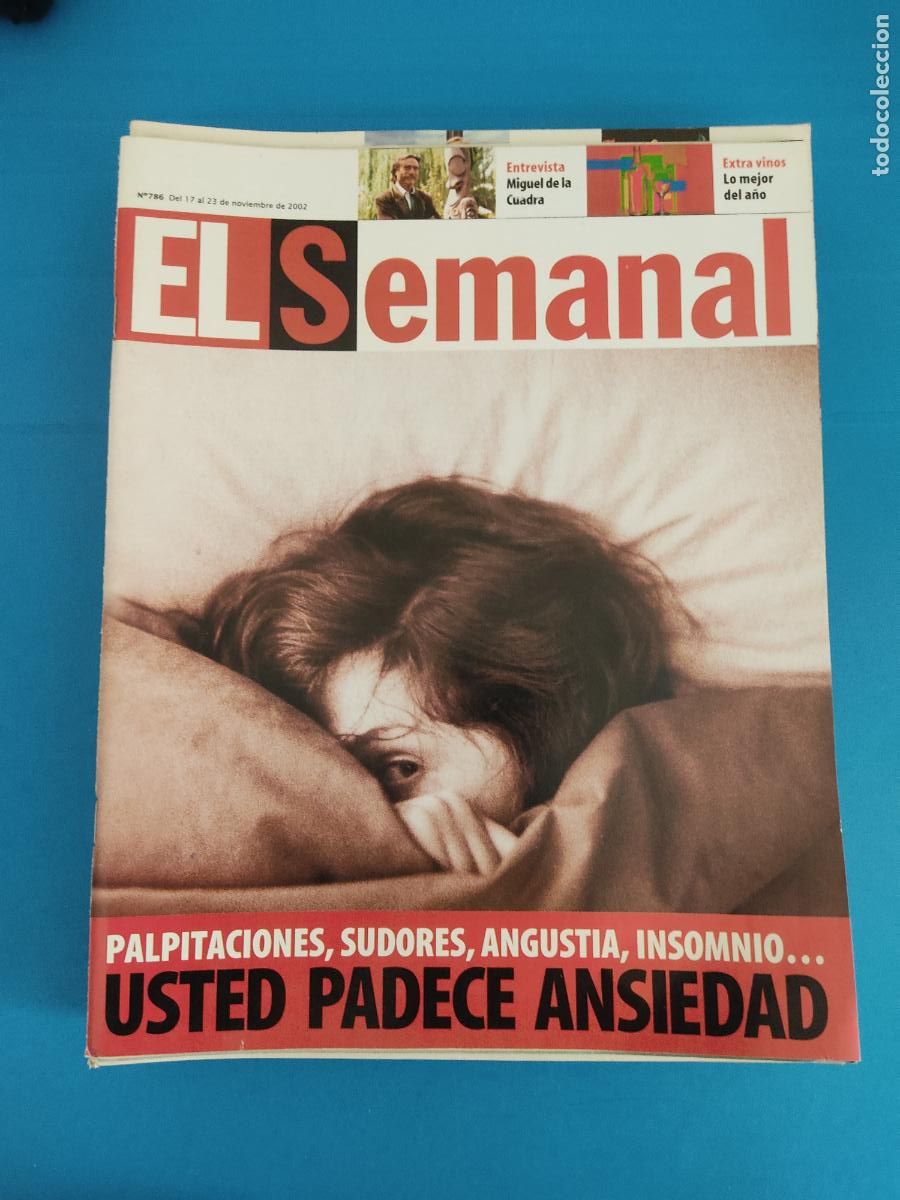 todocoleccion
Entrevista
Miguel de la
Cuadra
Extra vinos
Lo mejor
del año
Nº786 Del 17 al 23 de noviembre de 2002
EL Semanal
PALPITACIONES, SUDORES, ANGUSTIA, INSOMNIO...
USTED PADECE ANSIEDAD